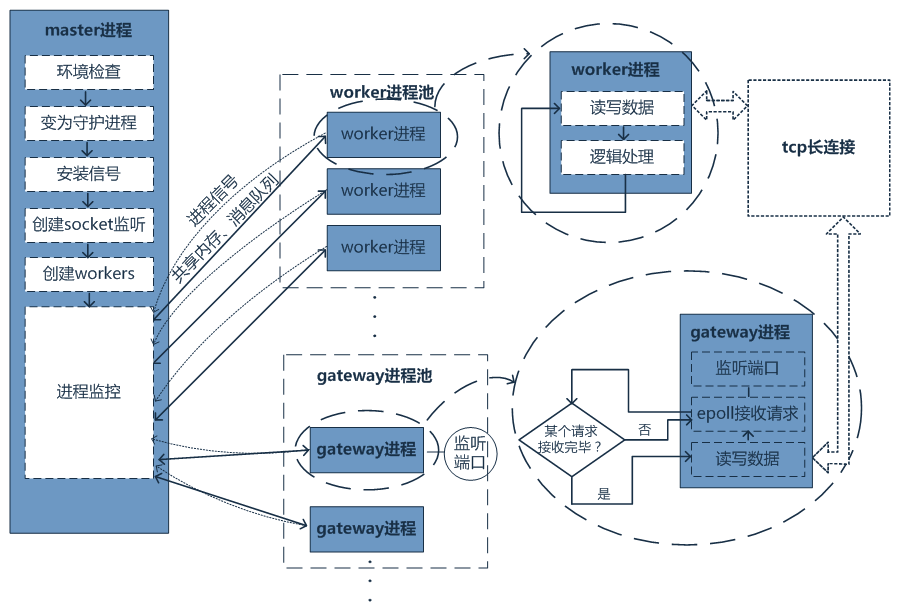 master进程
环境检查
变为守护进程
安装信号
创建socket监听
创建workers
进程监控
进程信号
共享内存、消息队列
worker进程池
worker进程
worker进程
worker进程
gateway进程池
gateway进程
监听
端口
gateway进程
worker进程
读写数据
逻辑处理
tcp长连接
gateway进程
监听端口
epoll接收请求
读写数据
某个请求
接收完毕？
否
是